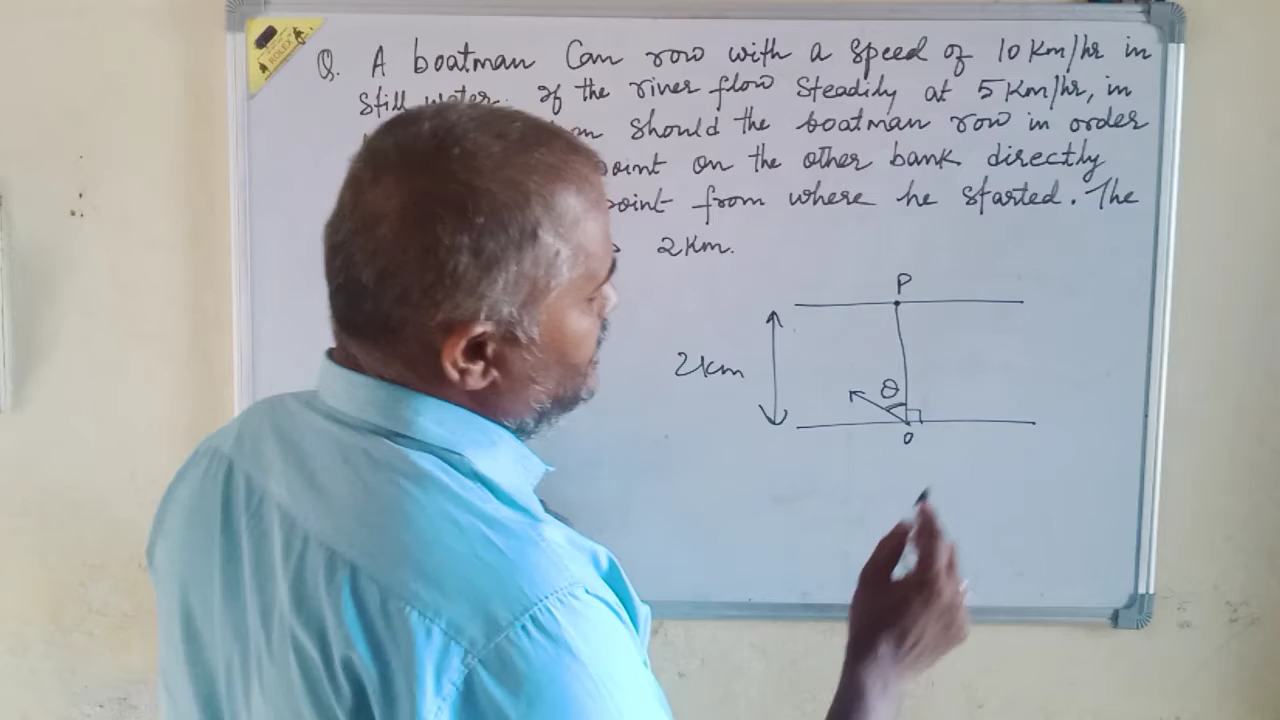 ROLEX
Q. A boatman Can row with a speed of 10 Km/hr in
still water. If the river flow steadily at 5 Km/hr, in
should the boatman row in order
point on the other bank directly
point from where he started. The
2 Km.
P
2 km
θ
O